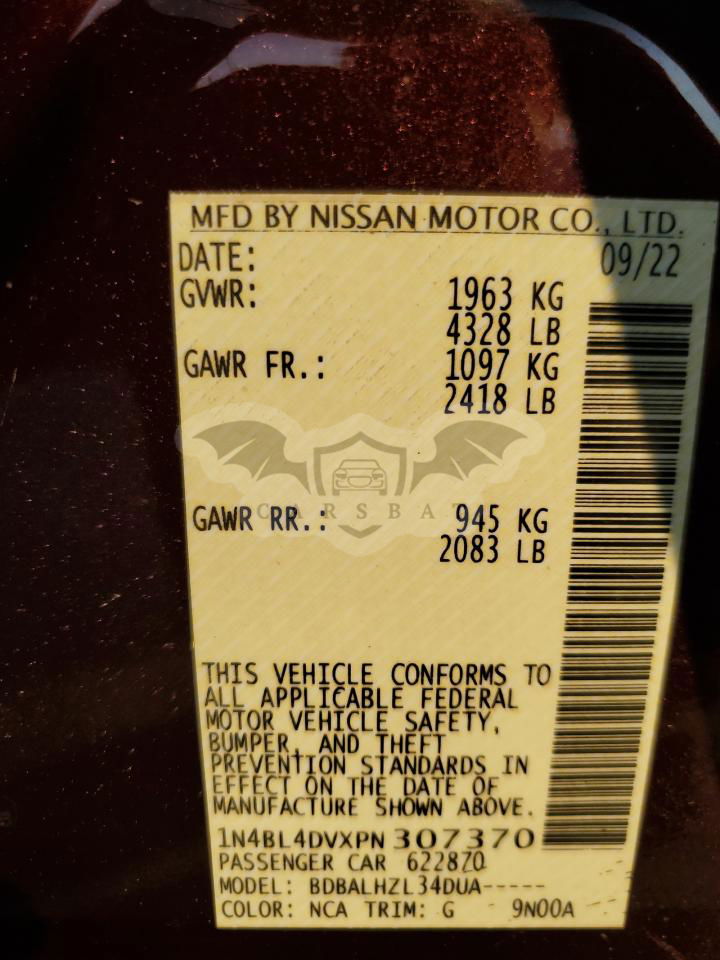 MFD BY NISSAN MOTOR CO., LTD.
DATE: 09/22
GVWR: 1963 KG
4328 LB
GAWR FR.: 1097 KG
2418 LB
CARSBAT
GAWR RR.: 945 KG
2083 LB
THIS VEHICLE CONFORMS TO
ALL APPLICABLE FEDERAL
MOTOR VEHICLE SAFETY,
BUMPER, AND THEFT
PREVENTION STANDARDS IN
EFFECT ON THE DATE OF
MANUFACTURE SHOWN ABOVE.
1N4BL4DVXPN307370
PASSENGER CAR 622870
MODEL: BDBALHZL34DUA-----
COLOR: NCA TRIM: G 9N00A